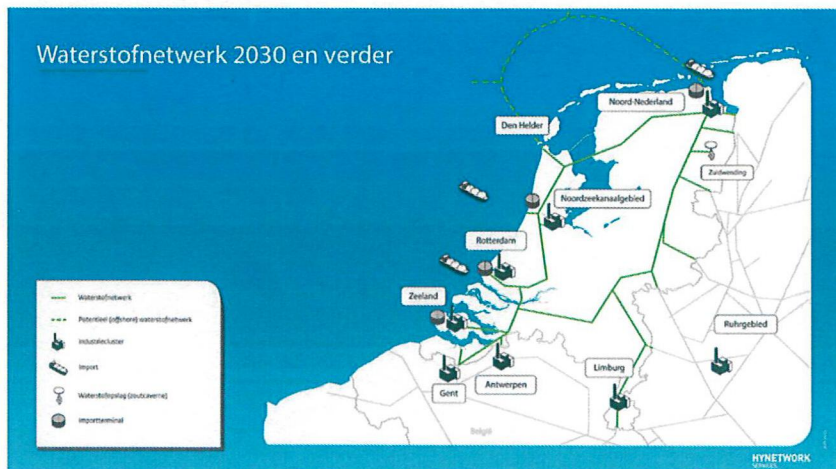 Waterstofnetwerk 2030 en verder
Noord-Nederland
Den Helder
Zuidwending
Noordzeekanaalgebied
Rotterdam
Zeeland
Ruhrgebied
Limburg
Antwerpen
Gent
België
Waterstofnetwerk
Potentieel (offshore) waterstofnetwerk
Industriecluster
Import
Waterstofopslag (zoutcaverne)
Importterminal
HYNETWORK
SERVICES